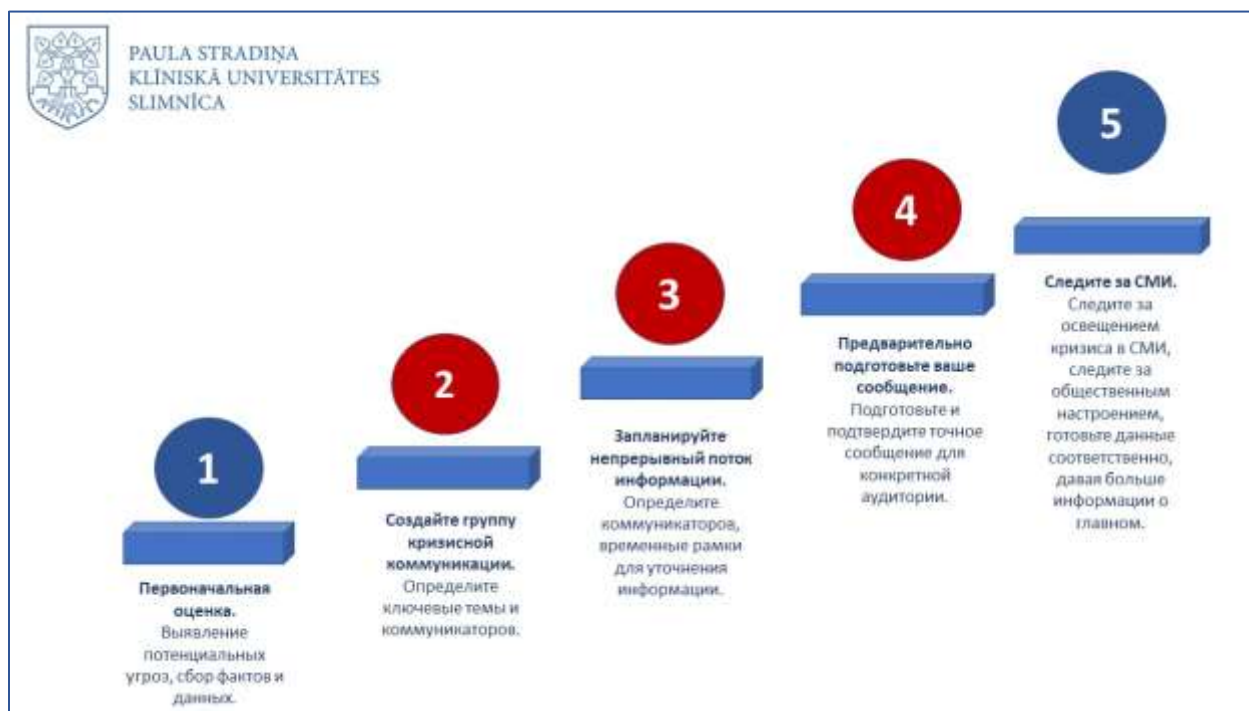 PAULA STRADIŅA
KLĪNISKĀ UNIVERSITĀTES
SLIMNĪCA
1
Первоначальная
оценка.
Выявление
потенциальных
угроз, сбор фактов и
данных.
2
Создайте группу
кризисной
коммуникации.
Определите
ключевые темы и
коммуникаторов.
3
Запланируйте
непрерывный поток
информации.
Определите
коммуникаторов,
временные рамки
для уточнения
информации.
4
Предварительно
подготовьте ваше
сообщение.
Подготовьте и
подтвердите точное
сообщение для
конкретной
аудитории.
5
Следите за СМИ.
Следите за
освещением
кризиса в СМИ,
следите за
общественным
настроением,
готовьте данные
соответственно,
давая больше
информации о
главном.